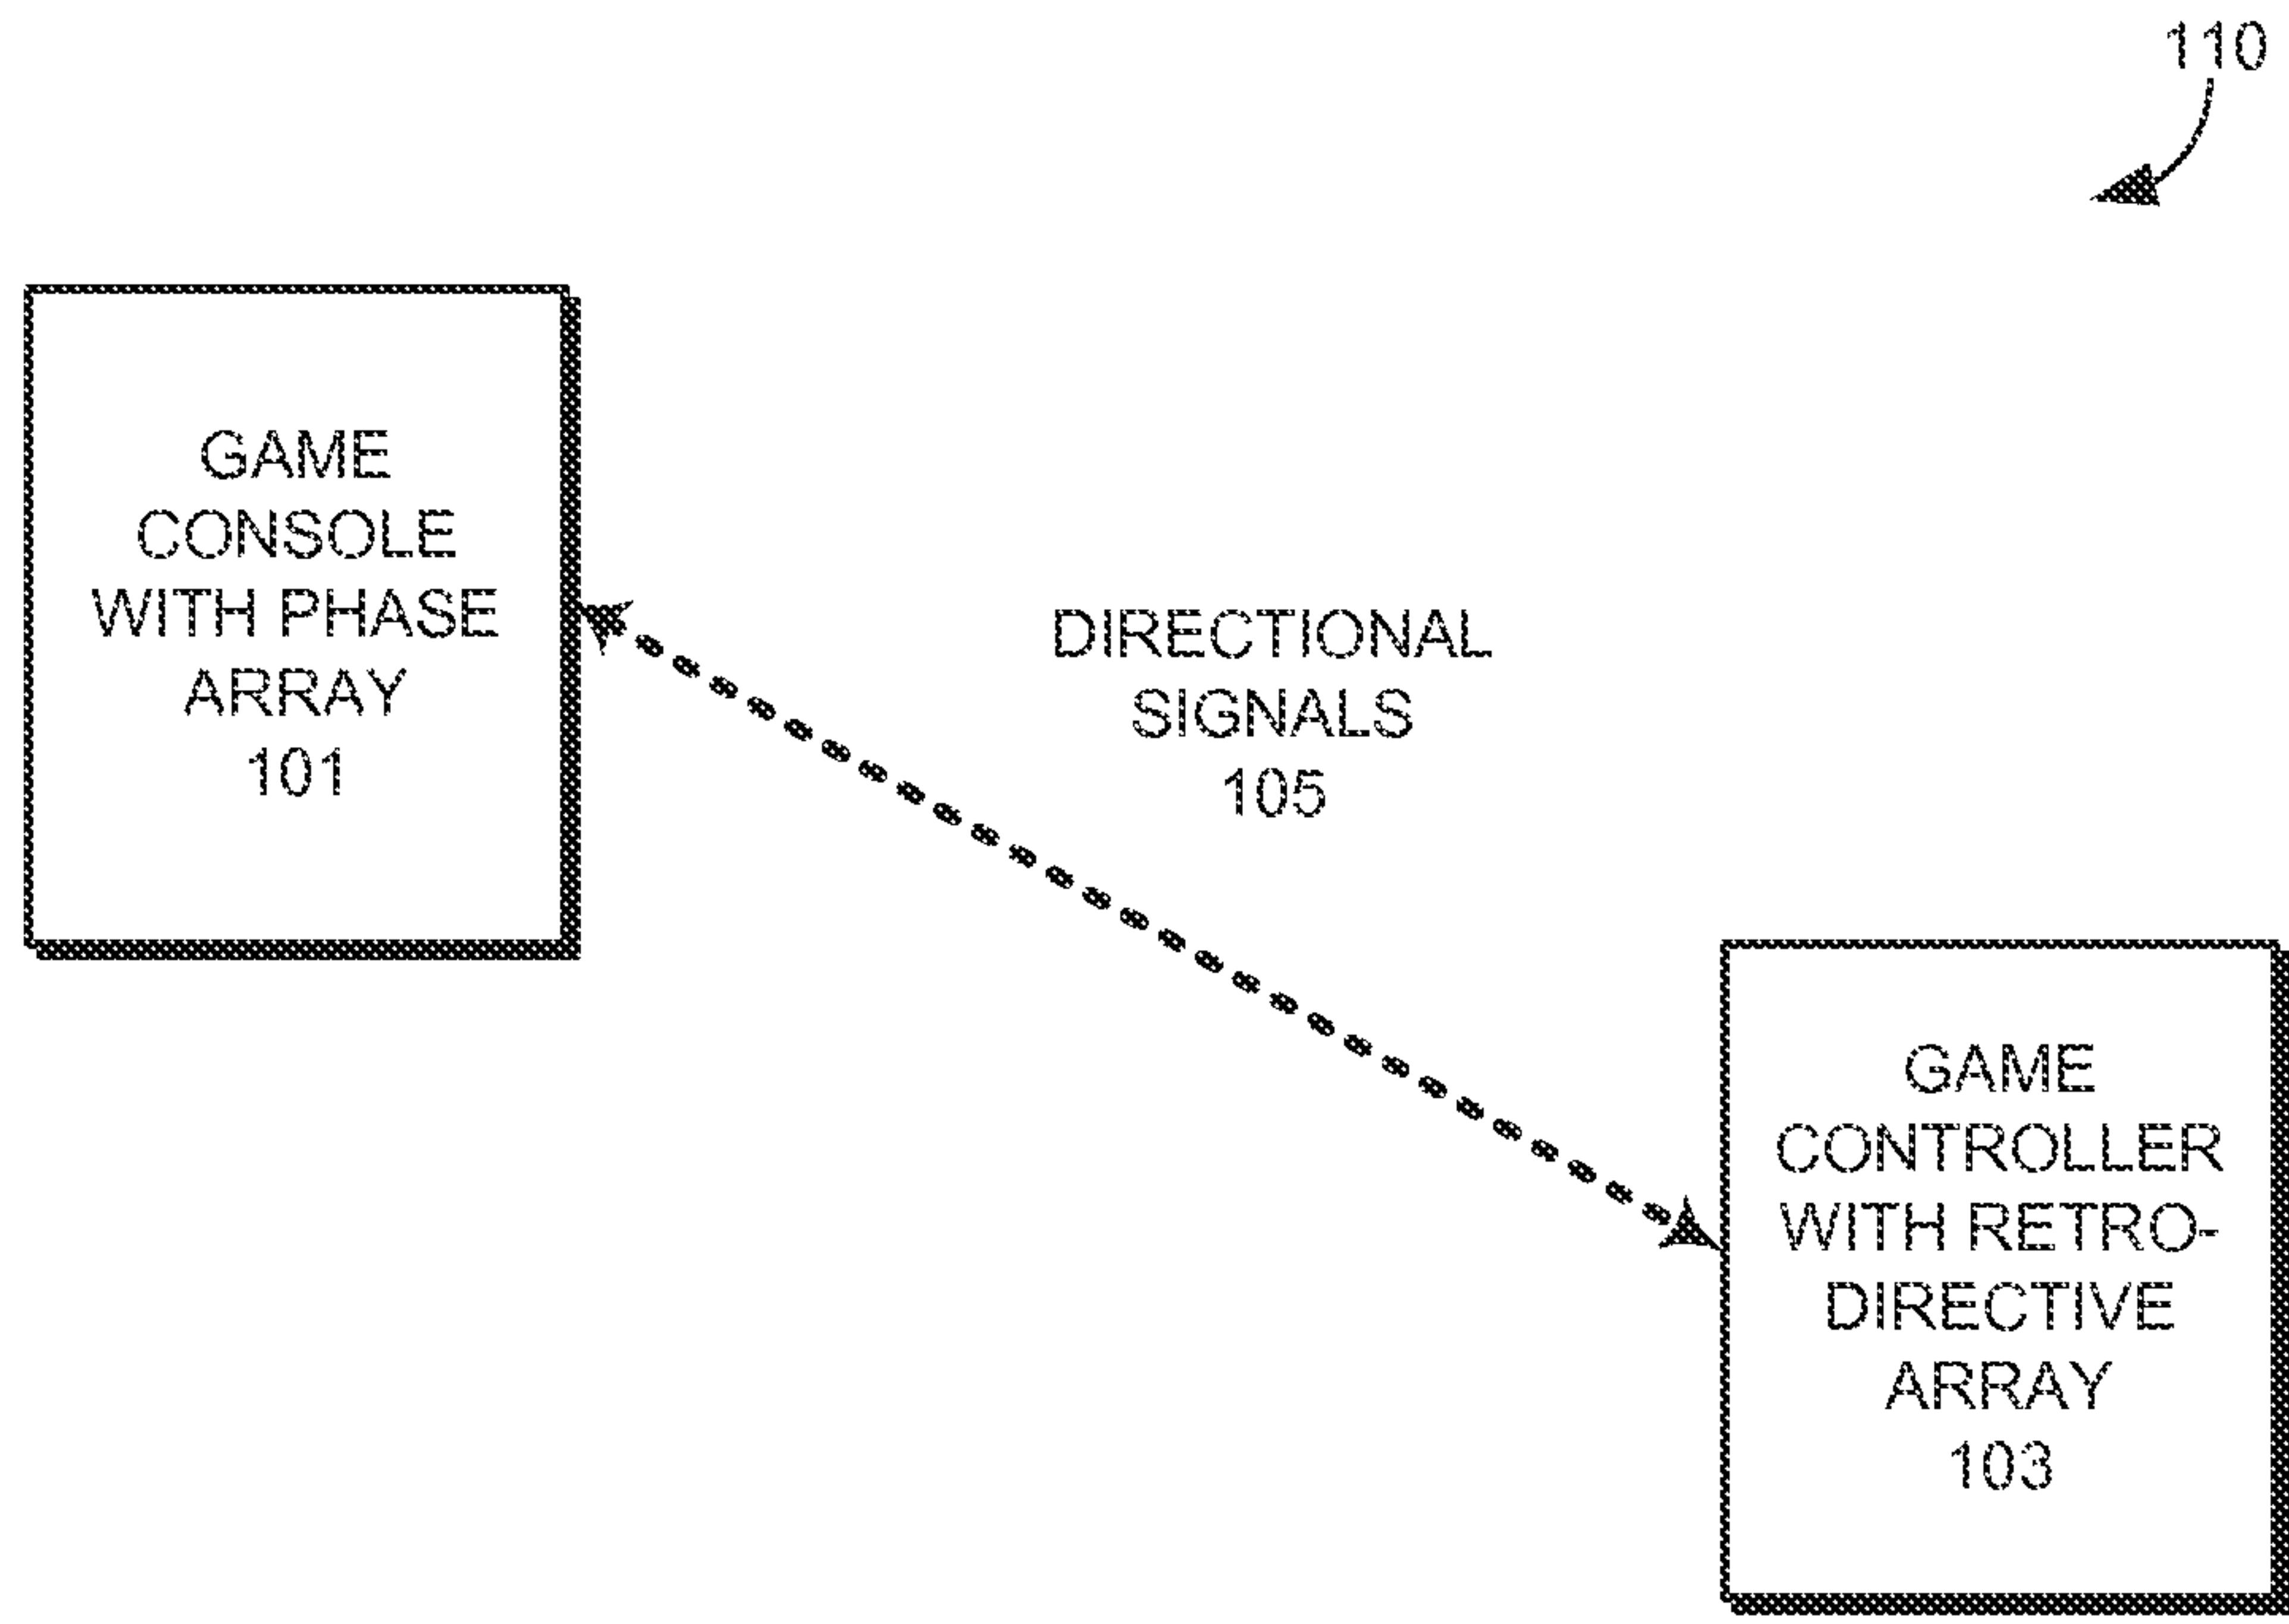 110
GAME
CONSOLE
WITH PHASE
ARRAY
101
DIRECTIONAL
SIGNALS
105
GAME
CONTROLLER
WITH RETRO-
DIRECTIVE
ARRAY
103